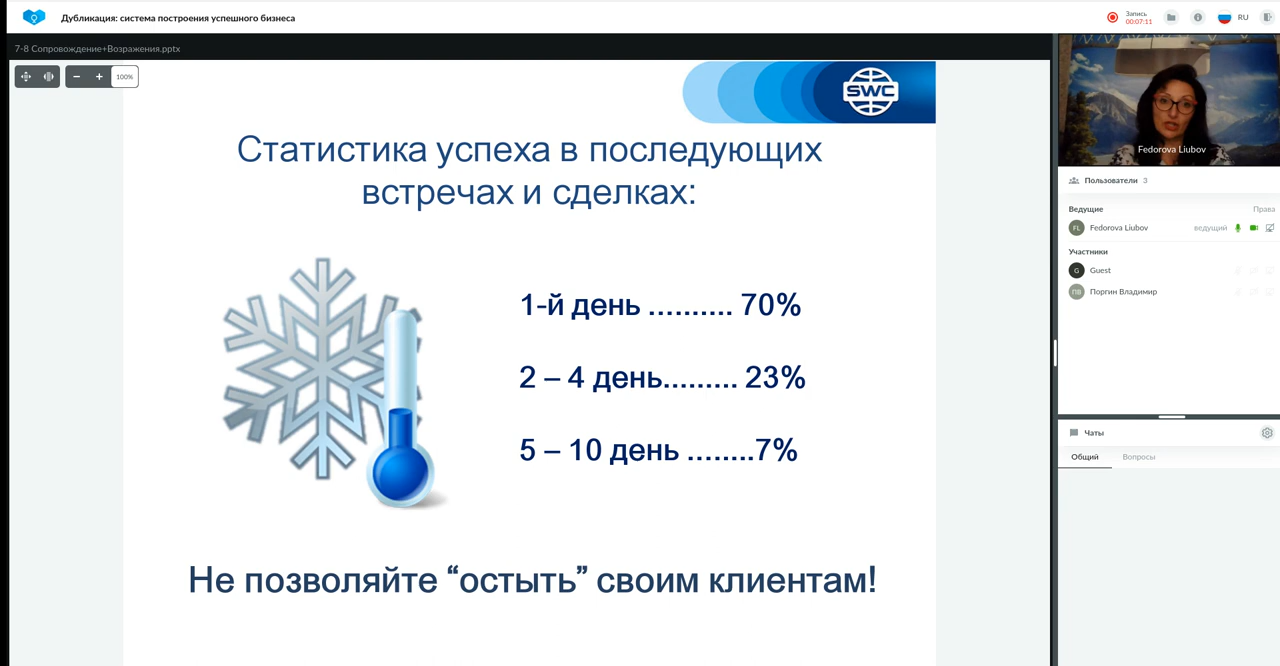 Дубликация: система построения успешного бизнеса
Запись
00:07:11
RU
7-8 Сопровождение+Возражения.pptx
100%
SWC
Статистика успеха в последующих
встречах и сделках:
1-й день .......... 70%
2 – 4 день......... 23%
5 – 10 день ........7%
Не позволяйте “остыть” своим клиентам!
Fedorova Liubov
Пользователи 3
Ведущие Права
FL Fedorova Liubov ведущий
Участники
G Guest
ПВ Поргин Владимир
Чаты
Общий Вопросы